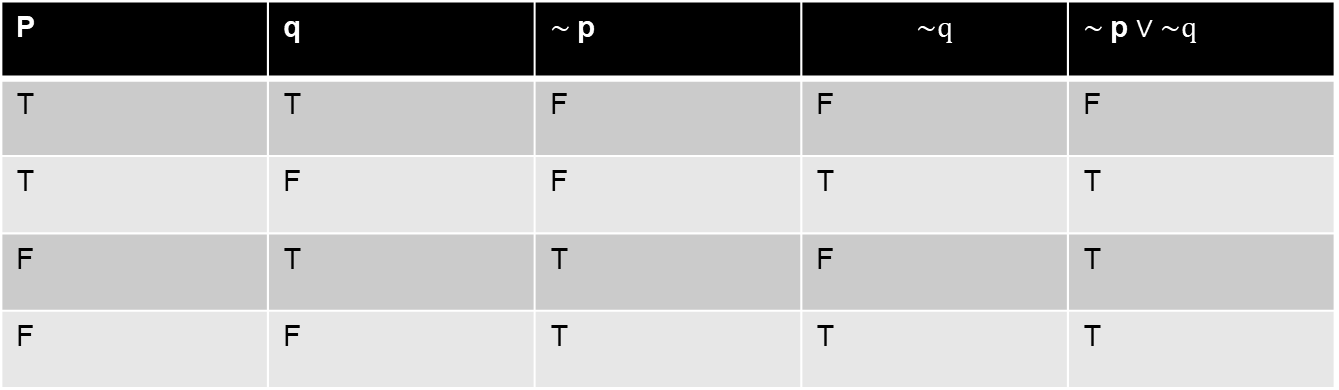 P q ~ p ~q ~ p ∨ ~q
T T F F F
T F F T T
F T T F T
F F T T T